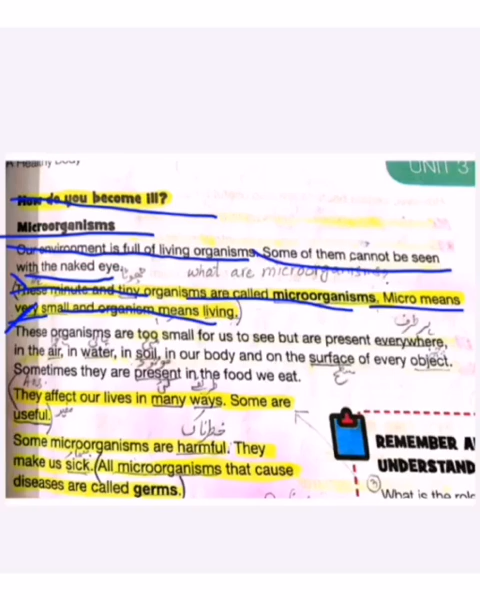 A Healthy Body
UNIT 3
How do you become ill?
Microorganisms
Our environment is full of living organisms. Some of them cannot be seen
with the naked eye.
what are microorganisms?
These minute and tiny organisms are called microorganisms. Micro means
very small and organism means living.
These organisms are too small for us to see but are present everywhere,
in the air, in water, in soil, in our body and on the surface of every object.
Sometimes they are present in the food we eat.
سطح
Ans.
They affect our lives in many ways. Some are
useful.
خطرناک
Some microorganisms are harmful. They
make us sick. (All microorganisms that cause
diseases are called germs.)
REMEMBER A
UNDERSTAND
3
What is the role